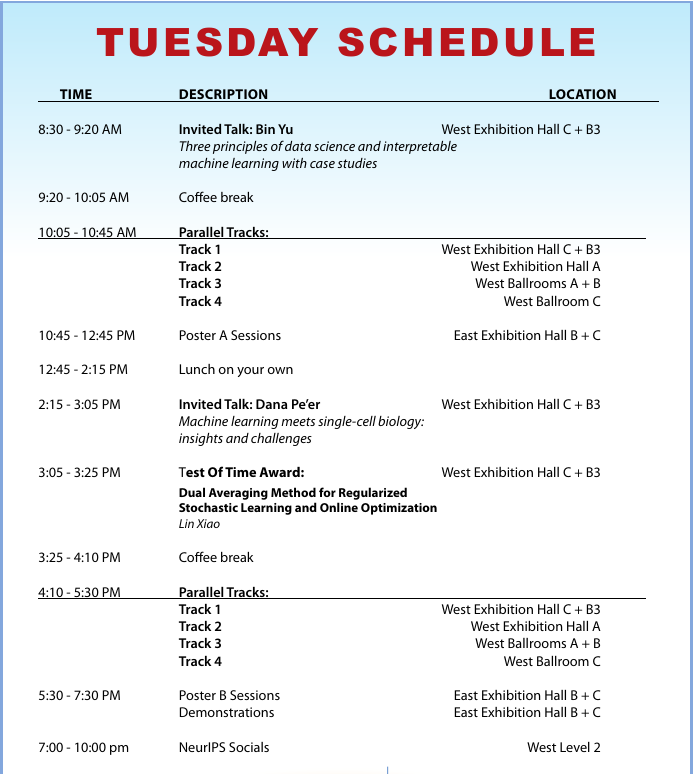 TUESDAY SCHEDULE
TIME DESCRIPTION LOCATION
8:30 - 9:20 AM Invited Talk: Bin Yu West Exhibition Hall C + B3
Three principles of data science and interpretable
machine learning with case studies
9:20 - 10:05 AM Coffee break
10:05 - 10:45 AM Parallel Tracks:
Track 1 West Exhibition Hall C + B3
Track 2 West Exhibition Hall A
Track 3 West Ballrooms A + B
Track 4 West Ballroom C
10:45 - 12:45 PM Poster A Sessions East Exhibition Hall B + C
12:45 - 2:15 PM Lunch on your own
2:15 - 3:05 PM Invited Talk: Dana Pe’er West Exhibition Hall C + B3
Machine learning meets single-cell biology:
insights and challenges
3:05 - 3:25 PM Test Of Time Award: West Exhibition Hall C + B3
Dual Averaging Method for Regularized
Stochastic Learning and Online Optimization
Lin Xiao
3:25 - 4:10 PM Coffee break
4:10 - 5:30 PM Parallel Tracks:
Track 1 West Exhibition Hall C + B3
Track 2 West Exhibition Hall A
Track 3 West Ballrooms A + B
Track 4 West Ballroom C
5:30 - 7:30 PM Poster B Sessions East Exhibition Hall B + C
Demonstrations East Exhibition Hall B + C
7:00 - 10:00 pm NeurIPS Socials West Level 2